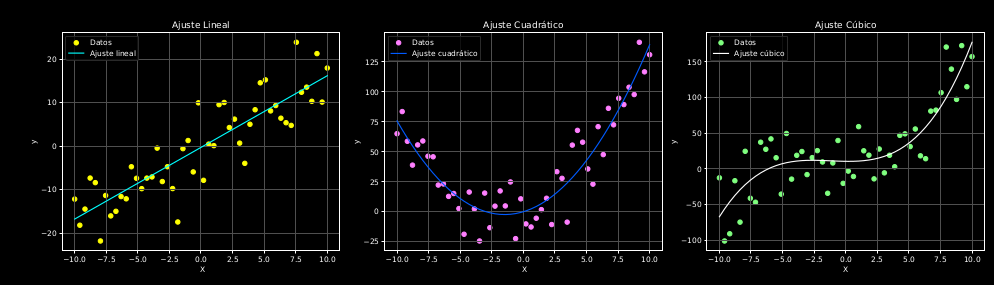 Ajuste Lineal
Datos
Ajuste lineal
20
10
0
−10
−20
y
−10.0 −7.5 −5.0 −2.5 0.0 2.5 5.0 7.5 10.0
X
Ajuste Cuadrático
Datos
Ajuste cuadrático
125
100
75
50
25
0
−25
y
−10.0 −7.5 −5.0 −2.5 0.0 2.5 5.0 7.5 10.0
X
Ajuste Cúbico
Datos
Ajuste cúbico
150
100
50
0
−50
−100
y
−10.0 −7.5 −5.0 −2.5 0.0 2.5 5.0 7.5 10.0
X